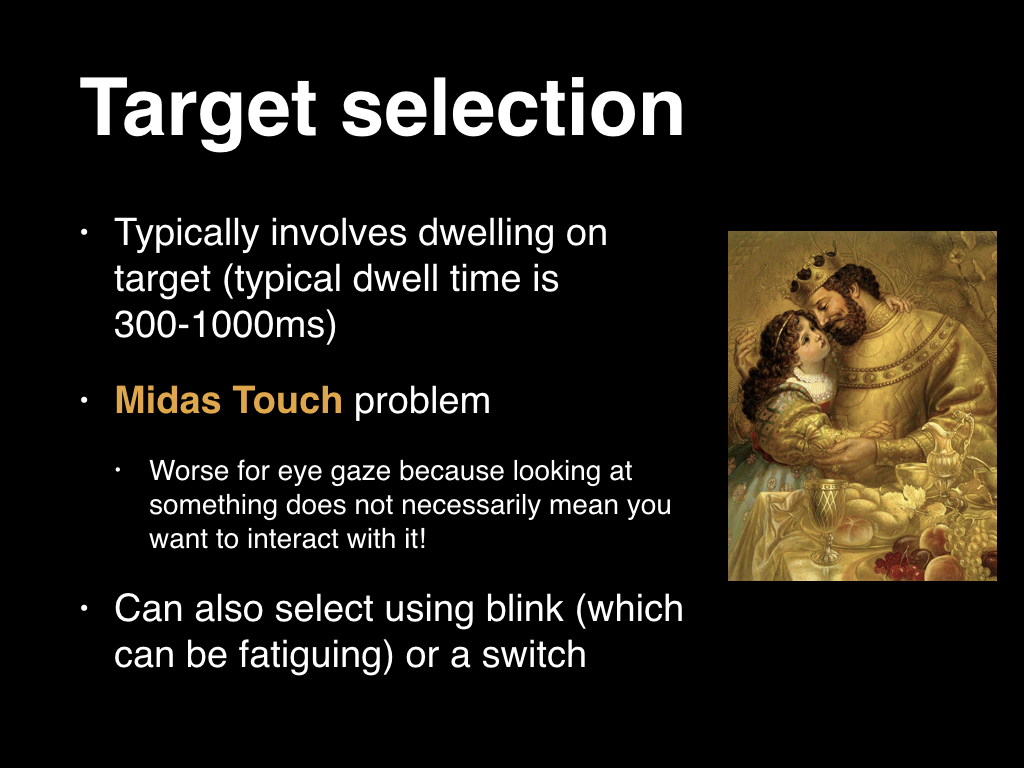 Target selection
• Typically involves dwelling on
target (typical dwell time is
300-1000ms)
• Midas Touch problem
• Worse for eye gaze because looking at
something does not necessarily mean you
want to interact with it!
• Can also select using blink (which
can be fatiguing) or a switch